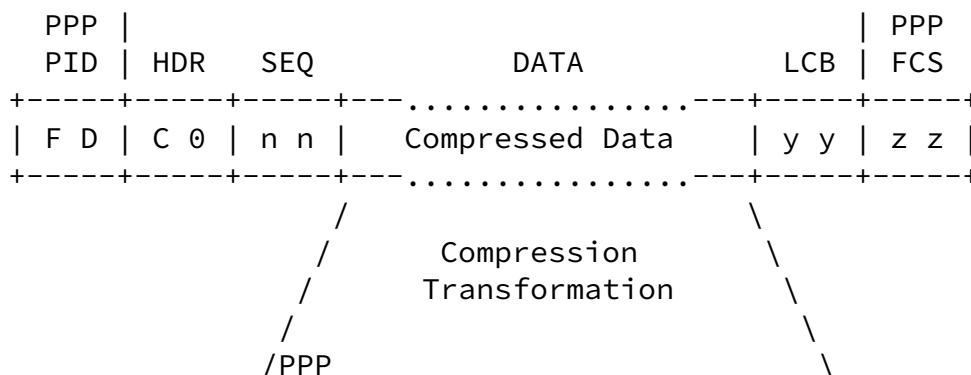 PPP |                                        | PPP
PID | HDR   SEQ             DATA         LCB | FCS
+-----+-----+-----+---................---+-----+-----+
| F D | C 0 | n n |   Compressed Data    | y y | z z |
+-----+-----+-----+---................---+-----+-----+
/                      \
/      Compression       \
/      Transformation      \
/                            \
/PPP                           \